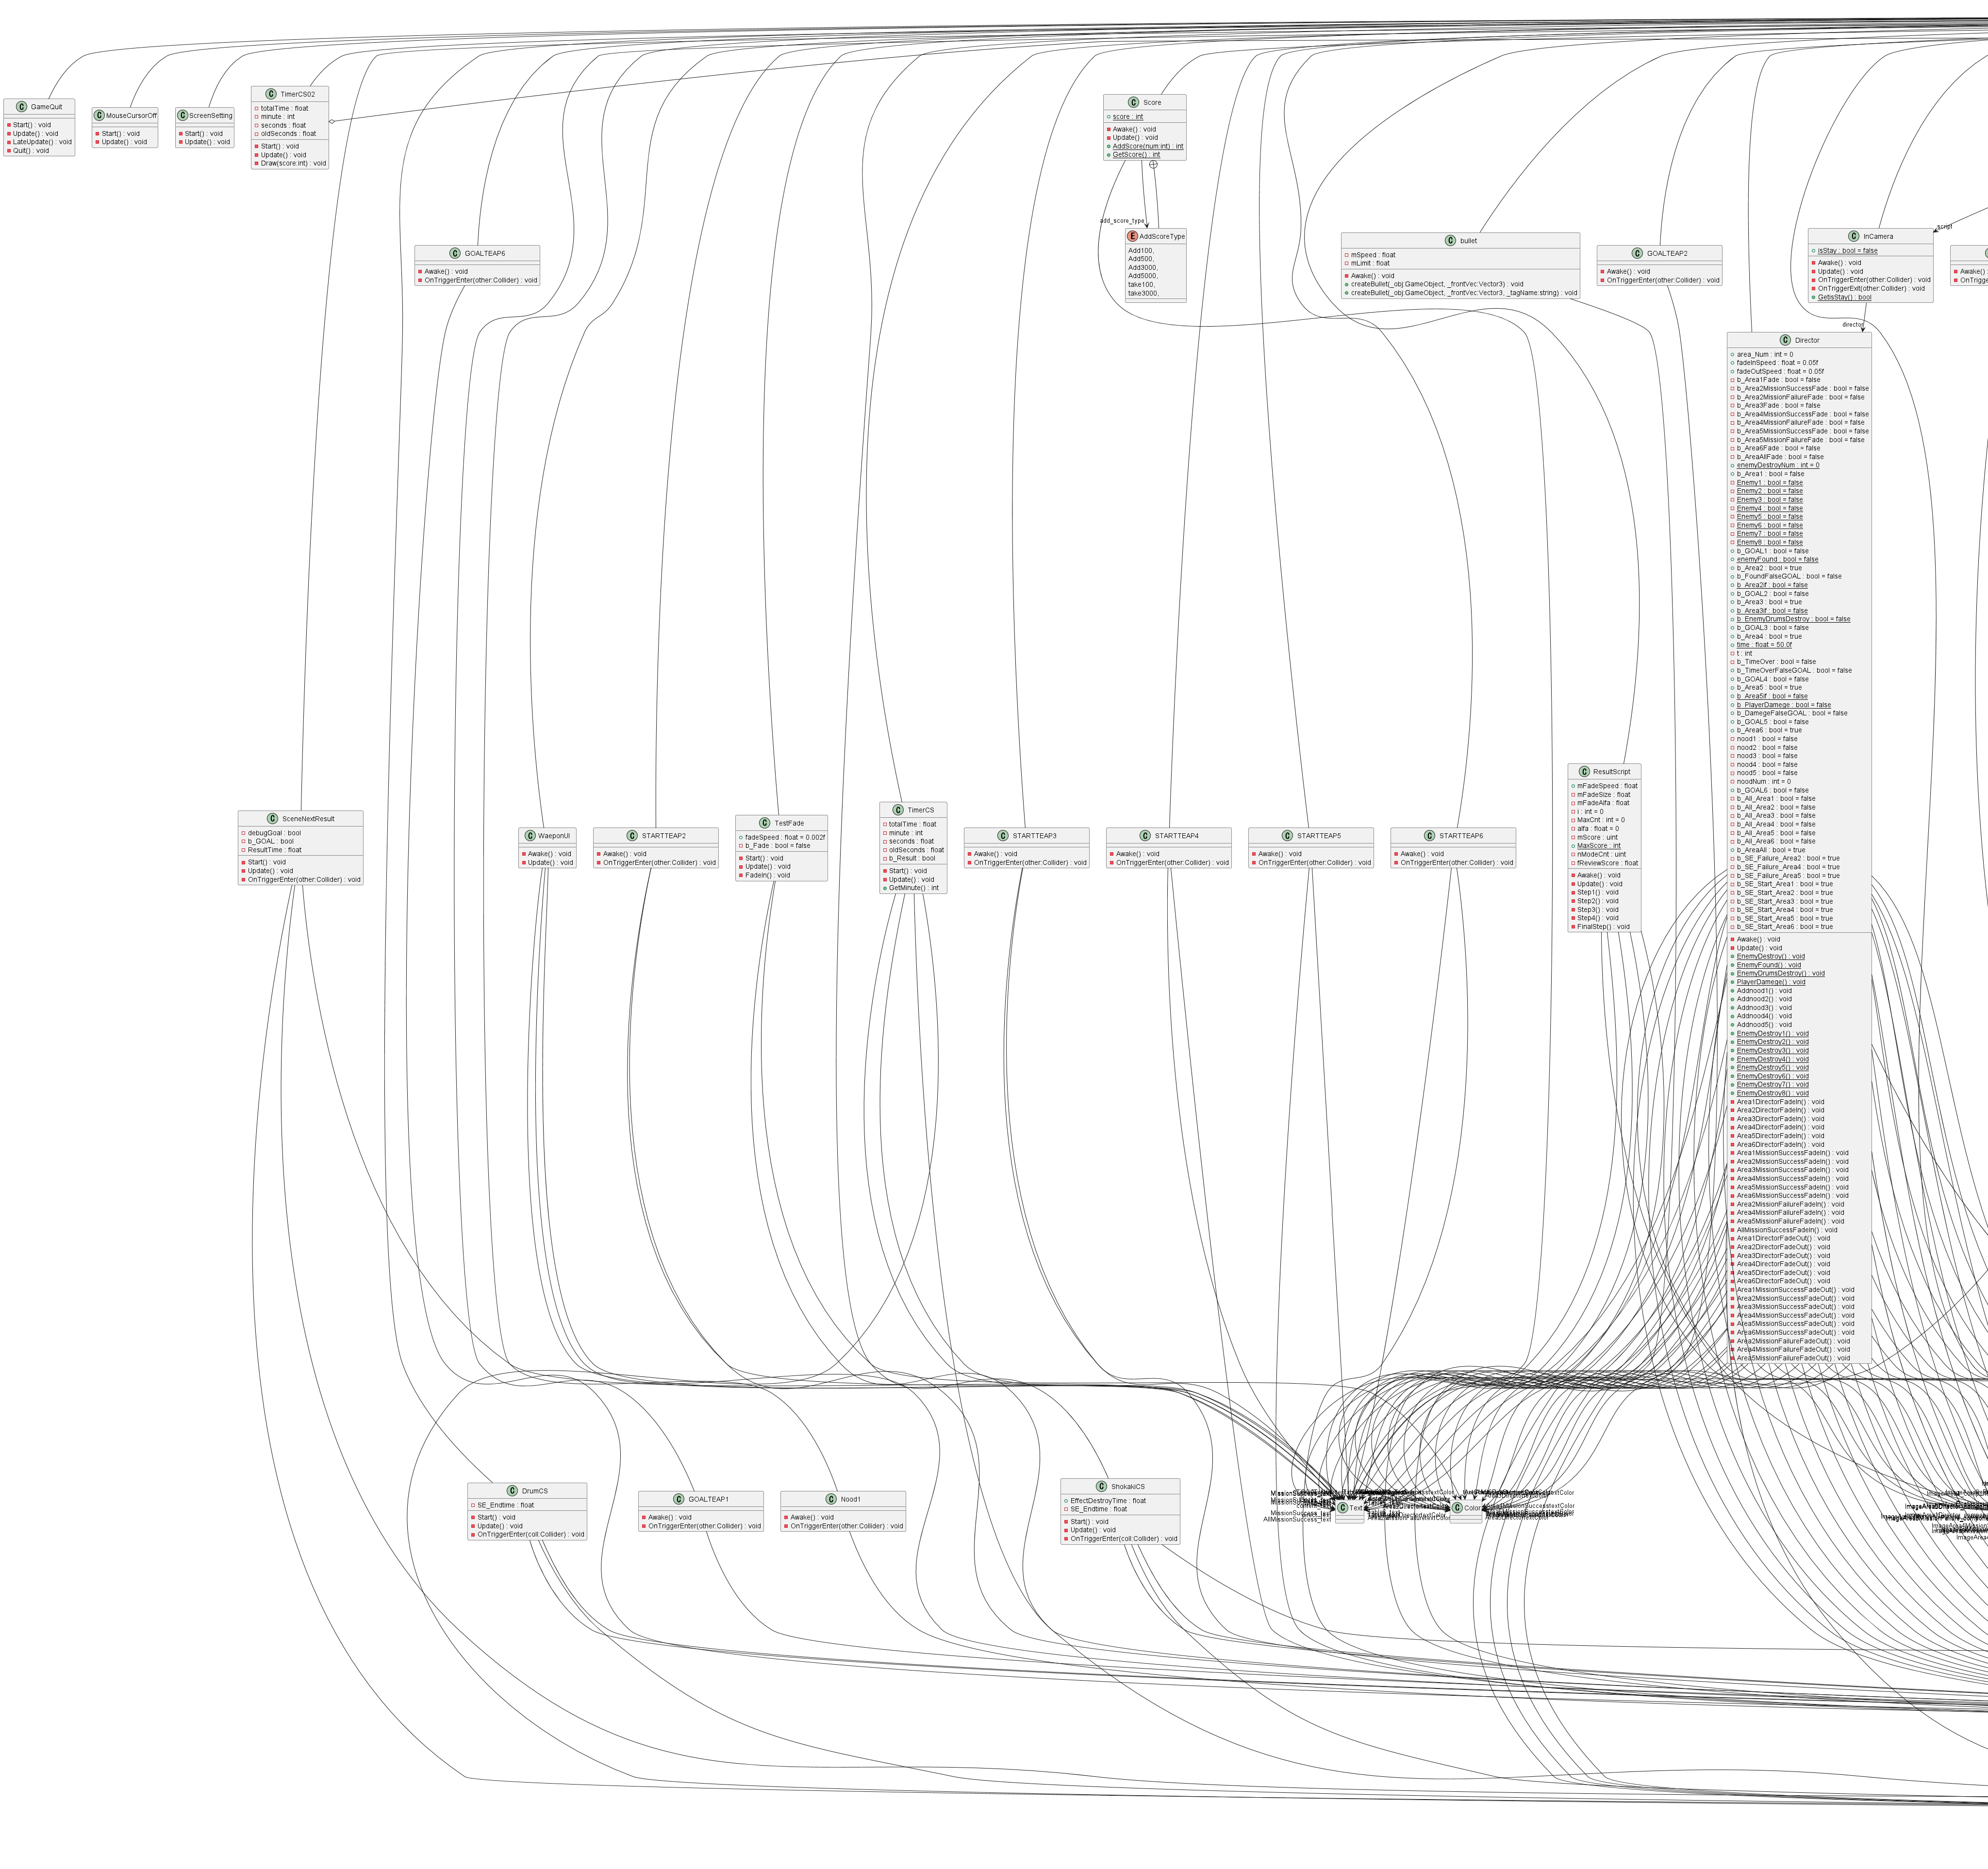 GameQuit
Start() : void
Update() : void
LateUpdate() : void
Quit() : void
MouseCursorOff
Start() : void
Update() : void
ScreenSetting
Start() : void
Update() : void
TimerCS02
totalTime : float
minute : int
seconds : float
oldSeconds : float
Start() : void
Update() : void
Draw(score:int) : void
Score
score : int
Awake() : void
Update() : void
AddScore(num:int) : int
GetScore() : int
add_score_type
AddScoreType
Add100,
Add500,
Add3000,
Add5000,
take100,
take3000,
GOALTEAP6
Awake() : void
OnTriggerEnter(other:Collider) : void
bullet
mSpeed : float
mLimit : float
Awake() : void
createBullet(_obj:GameObject, _frontVec:Vector3) : void
createBullet(_obj:GameObject, _frontVec:Vector3, _tagName:string) : void
GOALTEAP2
Awake() : void
OnTriggerEnter(other:Collider) : void
script
InCamera
isStay : bool = false
Awake() : void
Update() : void
OnTriggerEnter(other:Collider) : void
OnTriggerExit(other:Collider) : void
GetisStay() : bool
Awake()
OnTrigge
director
Director
area_Num : int = 0
fadeInSpeed : float = 0.05f
fadeOutSpeed : float = 0.05f
b_Area1Fade : bool = false
b_Area2MissionSuccessFade : bool = false
b_Area2MissionFailureFade : bool = false
b_Area3Fade : bool = false
b_Area4MissionSuccessFade : bool = false
b_Area4MissionFailureFade : bool = false
b_Area5MissionSuccessFade : bool = false
b_Area5MissionFailureFade : bool = false
b_Area6Fade : bool = false
b_AreaAllFade : bool = false
enemyDestroyNum : int = 0
b_Area1 : bool = false
Enemy1 : bool = false
Enemy2 : bool = false
Enemy3 : bool = false
Enemy4 : bool = false
Enemy5 : bool = false
Enemy6 : bool = false
Enemy7 : bool = false
Enemy8 : bool = false
b_GOAL1 : bool = false
enemyFound : bool = false
b_Area2 : bool = true
b_FoundFalseGOAL : bool = false
b_Area2if : bool = false
b_GOAL2 : bool = false
b_Area3 : bool = true
b_Area3if : bool = false
b_EnemyDrumsDestroy : bool = false
b_GOAL3 : bool = false
b_Area4 : bool = true
time : float = 50.0f
t : int
b_TimeOver : bool = false
b_TimeOverFalseGOAL : bool = false
b_GOAL4 : bool = false
b_Area5 : bool = true
b_Area5if : bool = false
b_PlayerDamege : bool = false
b_DamegeFalseGOAL : bool = false
b_GOAL5 : bool = false
b_Area6 : bool = true
nood1 : bool = false
nood2 : bool = false
nood3 : bool = false
nood4 : bool = false
nood5 : bool = false
noodNum : int = 0
b_GOAL6 : bool = false
b_All_Area1 : bool = false
b_All_Area2 : bool = false
b_All_Area3 : bool = false
b_All_Area4 : bool = false
b_All_Area5 : bool = false
b_All_Area6 : bool = false
b_AreaAll : bool = true
b_SE_Failure_Area2 : bool = true
b_SE_Failure_Area4 : bool = true
b_SE_Failure_Area5 : bool = true
b_SE_Start_Area1 : bool = true
b_SE_Start_Area2 : bool = true
b_SE_Start_Area3 : bool = true
b_SE_Start_Area4 : bool = true
b_SE_Start_Area5 : bool = true
b_SE_Start_Area6 : bool = true
Awake() : void
Update() : void
EnemyDestroy() : void
EnemyFound() : void
EnemyDrumsDestroy() : void
PlayerDamege() : void
Addnood1() : void
Addnood2() : void
Addnood3() : void
Addnood4() : void
Addnood5() : void
EnemyDestroy1() : void
EnemyDestroy2() : void
EnemyDestroy3() : void
EnemyDestroy4() : void
EnemyDestroy5() : void
EnemyDestroy6() : void
EnemyDestroy7() : void
EnemyDestroy8() : void
Area1DirectorFadeIn() : void
Area2DirectorFadeIn() : void
Area3DirectorFadeIn() : void
Area4DirectorFadeIn() : void
Area5DirectorFadeIn() : void
Area6DirectorFadeIn() : void
Area1MissionSuccessFadeIn() : void
Area2MissionSuccessFadeIn() : void
Area3MissionSuccessFadeIn() : void
Area4MissionSuccessFadeIn() : void
Area5MissionSuccessFadeIn() : void
Area6MissionSuccessFadeIn() : void
Area2MissionFailureFadeIn() : void
Area4MissionFailureFadeIn() : void
Area5MissionFailureFadeIn() : void
AllMissionSuccessFadeIn() : void
Area1DirectorFadeOut() : void
Area2DirectorFadeOut() : void
Area3DirectorFadeOut() : void
Area4DirectorFadeOut() : void
Area5DirectorFadeOut() : void
Area6DirectorFadeOut() : void
Area1MissionSuccessFadeOut() : void
Area2MissionSuccessFadeOut() : void
Area3MissionSuccessFadeOut() : void
Area4MissionSuccessFadeOut() : void
Area5MissionSuccessFadeOut() : void
Area6MissionSuccessFadeOut() : void
Area2MissionFailureFadeOut() : void
Area4MissionFailureFadeOut() : void
Area5MissionFailureFadeOut() : void
SceneNextResult
debugGoal : bool
b_GOAL : bool
ResultTime : float
Start() : void
Update() : void
OnTriggerEnter(other:Collider) : void
WaeponUI
Awake() : void
Update() : void
STARTTEAP2
Awake() : void
OnTriggerEnter(other:Collider) : void
TestFade
fadeSpeed : float = 0.002f
b_Fade : bool = false
Start() : void
Update() : void
FadeIn() : void
TimerCS
totalTime : float
minute : int
seconds : float
oldSeconds : float
b_Result : bool
Start() : void
Update() : void
GetMinute() : int
STARTTEAP3
Awake() : void
OnTriggerEnter(other:Collider) : void
STARTTEAP4
Awake() : void
OnTriggerEnter(other:Collider) : void
STARTTEAP5
Awake() : void
OnTriggerEnter(other:Collider) : void
STARTTEAP6
Awake() : void
OnTriggerEnter(other:Collider) : void
ResultScript
mFadeSpeed : float
mFadeSize : float
mFadeAlfa : float
i : int = 0
MaxCnt : int = 0
alfa : float = 0
mScore : uint
MaxScore : int
nModeCnt : uint
fReviewScore : float
Awake() : void
Update() : void
Step1() : void
Step2() : void
Step3() : void
Step4() : void
FinalStep() : void
DrumCS
SE_Endtime : float
Start() : void
Update() : void
OnTriggerEnter(coll:Collider) : void
GOALTEAP1
Awake() : void
OnTriggerEnter(other:Collider) : void
Nood1
Awake() : void
OnTriggerEnter(other:Collider) : void
ShokakiCS
EffectDestroyTime : float
SE_Endtime : float
Start() : void
Update() : void
OnTriggerEnter(coll:Collider) : void
AllMissionSuccess_text
Text
Color